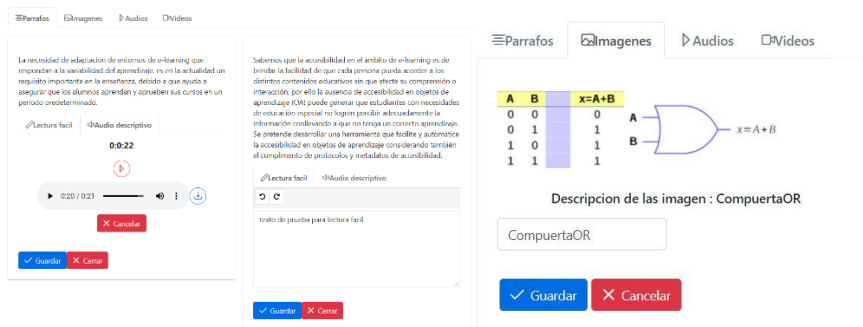 Parrafos Imagenes Audios Videos
La necesidad de adaptación de entornos de e-learning que
respondan a la variabilidad del aprendizaje, es en la actualidad un
requisito importante en la enseñanza, debido a que ayuda a
asegurar que los alumnos aprendan y aprueben sus cursos en un
periodo predeterminado.
Lectura facil Audio descriptivo
0:0:22
0:20 / 0:21
Cancelar
Guardar Cerrar
Sabemos que la accesibilidad en el ámbito de e-learning es de
brindar la facilidad de que cada persona pueda acceder a los
distintos contenidos educativos sin que afecte su comprensión o
interacción, por ello la ausencia de accesibilidad en objetos de
aprendizaje (OA) puede generar que estudiantes con necesidades
de educación especial no logren percibir adecuadamente la
información conllevando a que no tenga un correcto aprendizaje.
Se pretende desarrollar una herramienta que facilite y automatice
la accesibilidad en objetos de aprendizaje considerando también
el cumplimento de protocolos y metadatos de accesibilidad.
Lectura facil Audio descriptivo
texto de prueba para lectura facil
Guardar Cerrar
Parrafos Imagenes Audios Videos
A B x=A+B
0 0 0
0 1 1
1 0 1
1 1 1
A
B
x=A+B
Descripcion de las imagen : CompuertaOR
CompuertaOR
Guardar Cancelar